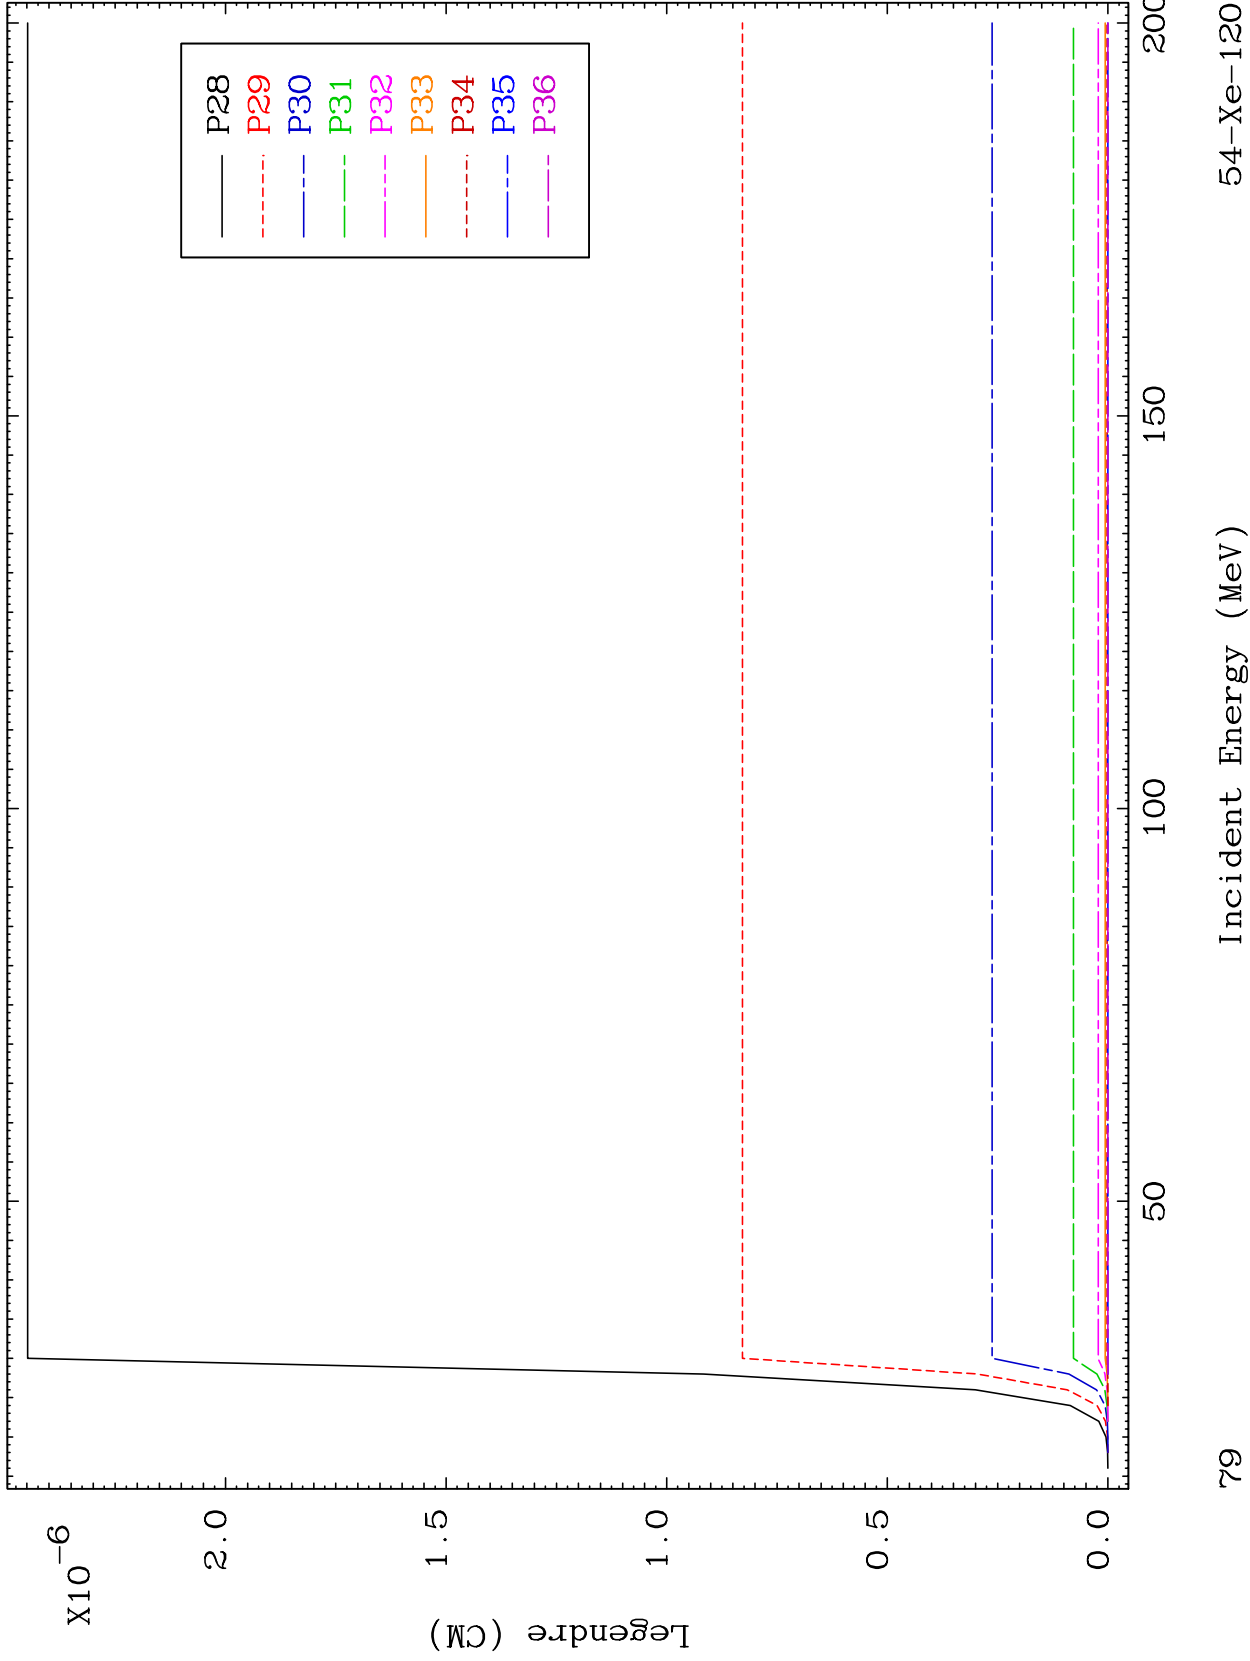 X10-6
2.0
1.5
1.0
0.5
0.0
Legendre (CM)
P28
P29
P30
P31
P32
P33
P34
P35
P36
50
100
150
200
79
Incident Energy (MeV)
54-Xe-120